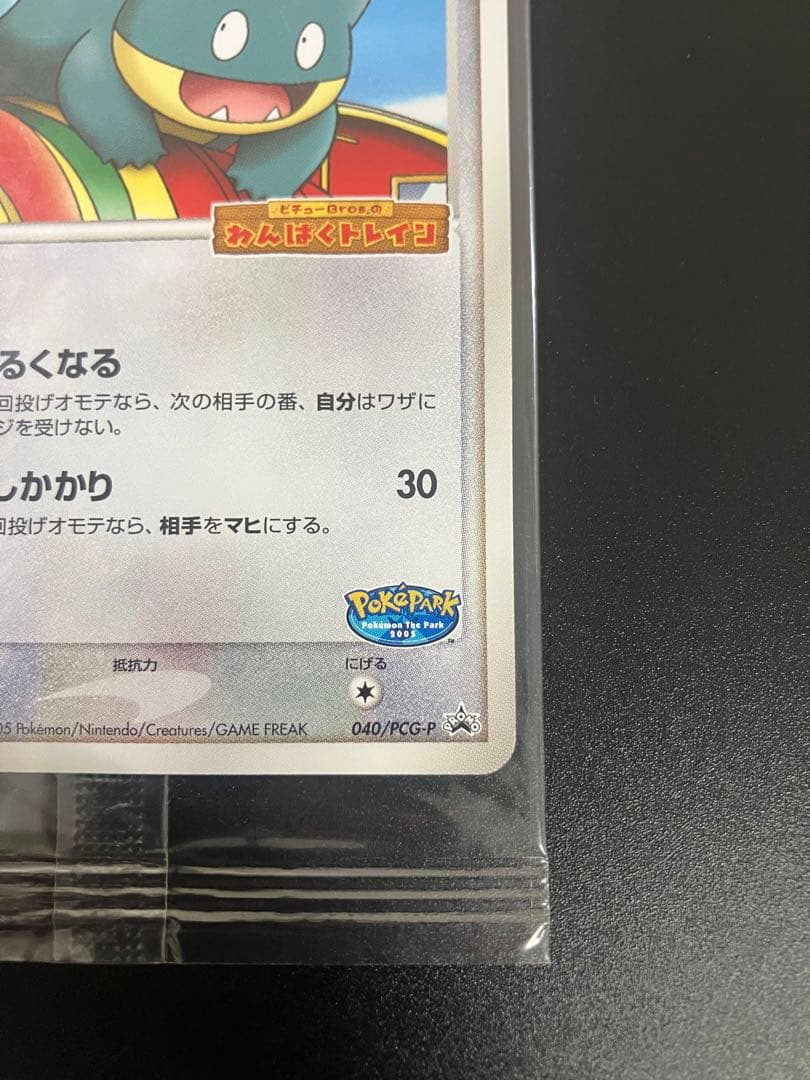 ピチューBros.の
わんぱくトレイン
るくなる
回投げオモテなら、次の相手の番、自分はワザに
ジを受けない。
しかかり 30
回投げオモテなら、相手をマヒにする。
POKéPARK
Pokémon The Park
2005
™
抵抗力 にげる
05 Pokémon/Nintendo/Creatures/GAME FREAK 040/PCG-P PROMO